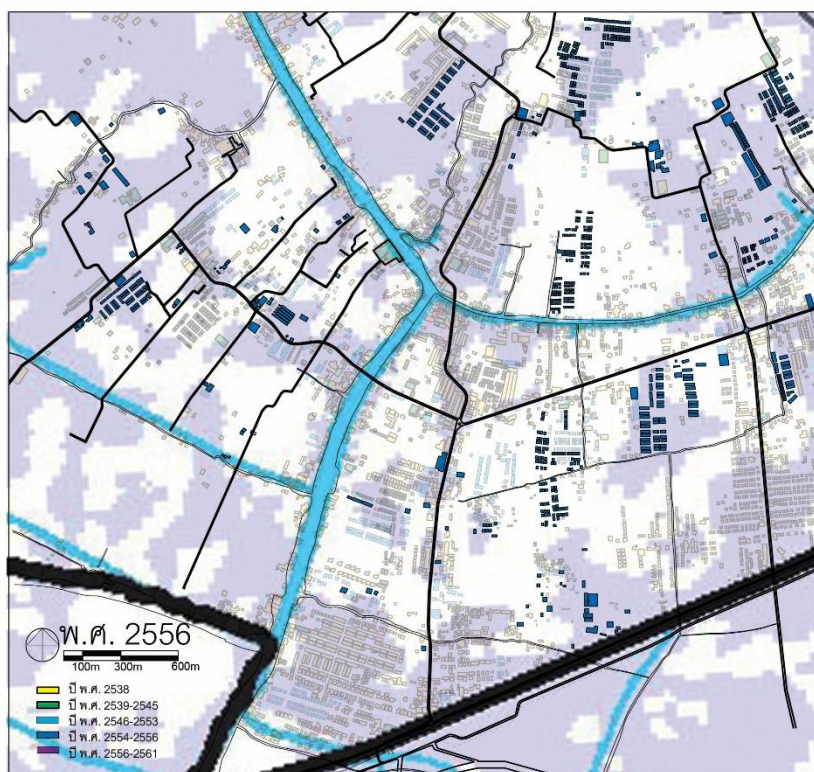 พ.ศ. 2556
100m 300m 600m
ปี พ.ศ. 2538
ปี พ.ศ. 2539-2545
ปี พ.ศ. 2546-2553
ปี พ.ศ. 2554-2556
ปี พ.ศ. 2556-2561